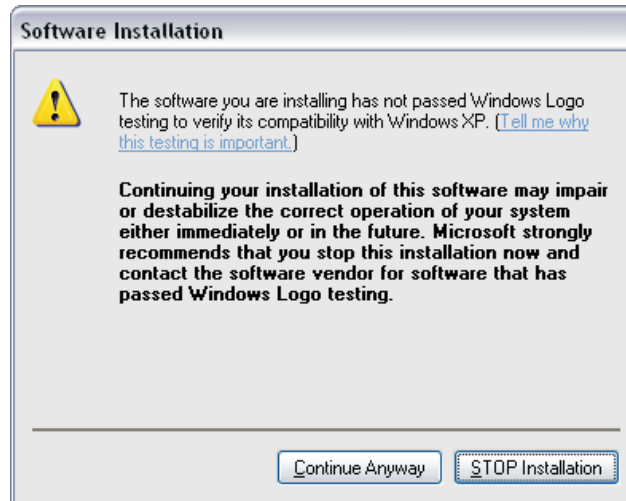 Software Installation
The software you are installing has not passed Windows Logo
testing to verify its compatibility with Windows XP. (Tell me why
this testing is important.)
Continuing your installation of this software may impair
or destabilize the correct operation of your system
either immediately or in the future. Microsoft strongly
recommends that you stop this installation now and
contact the software vendor for software that has
passed Windows Logo testing.
Continue Anyway
STOP Installation